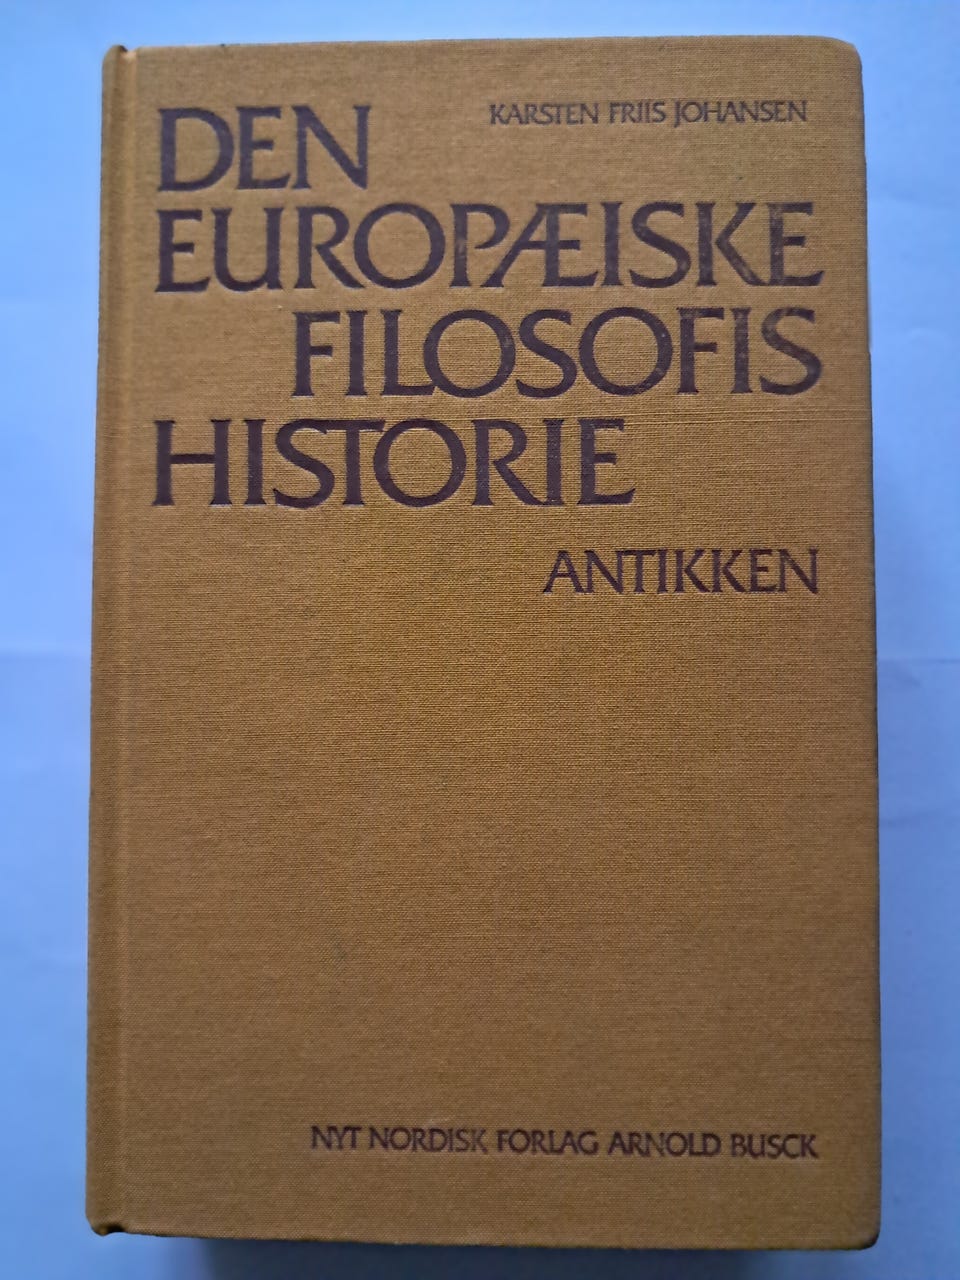 KARSTEN FRIIS JOHANSEN
DEN
EUROPÆISKE
FILOSOFIS
HISTORIE
ANTIKKEN
NYT NORDISK FORLAG ARNOLD BUSCK